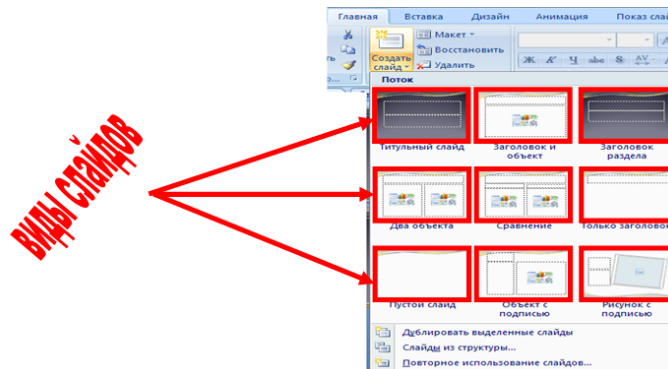 Главная Вставка Дизайн Анимация Показ
Макет
Восстановить
Создать слайд
Удалить
Ж К Ч abc S AV
Поток
Титульный слайд
Заголовок и объект
Заголовок раздела
виды слайдов
Два объекта
Сравнение
Только заголовок
Пустой слайд
Объект с подписью
Рисунок с подписью
Дублировать выделенные слайды
Слайды из структуры...
Повторное использование слайдов...